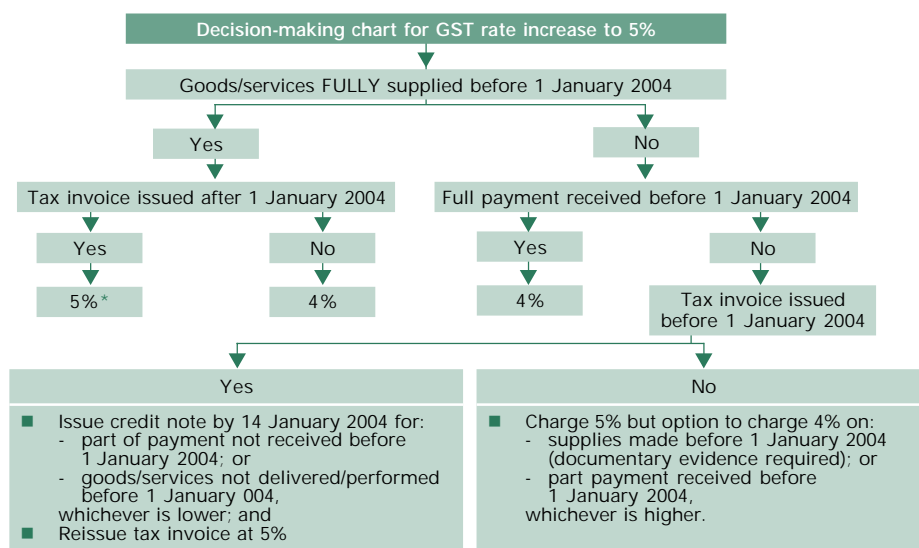 Decision-making chart for GST rate increase to 5%
Goods/services FULLY supplied before 1 January 2004
Yes
No
Tax invoice issued after 1 January 2004
Full payment received before 1 January 2004
Yes
No
Yes
No
5%*
4%
4%
Tax invoice issued
before 1 January 2004
Yes
■ Issue credit note by 14 January 2004 for:
- part of payment not received before
1 January 2004; or
- goods/services not delivered/performed
before 1 January 004,
whichever is lower; and
■ Reissue tax invoice at 5%
No
■ Charge 5% but option to charge 4% on:
- supplies made before 1 January 2004
(documentary evidence required); or
- part payment received before
1 January 2004,
whichever is higher.